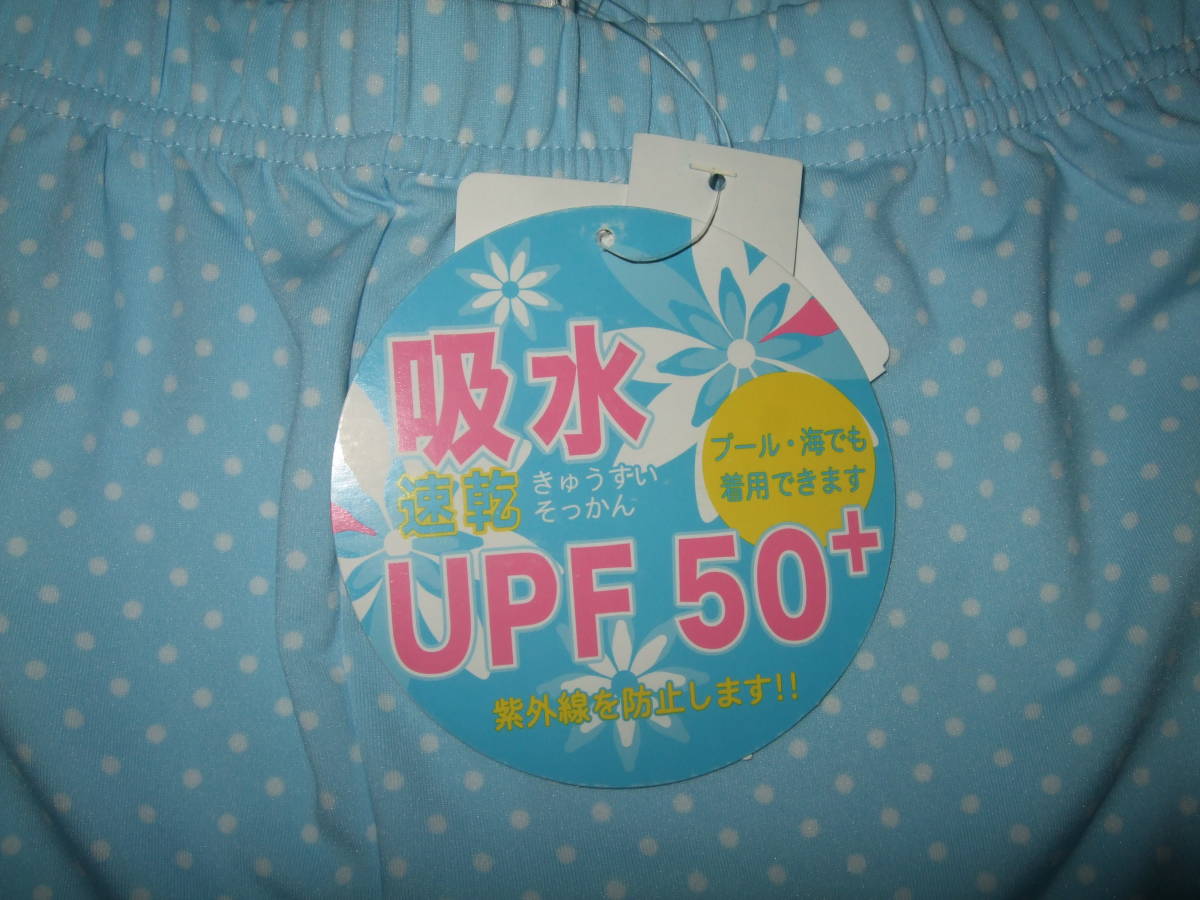 吸水
速乾
きゅうすい
そっかん
プール・海でも
着用できます
UPF 50+
紫外線を防止します!!